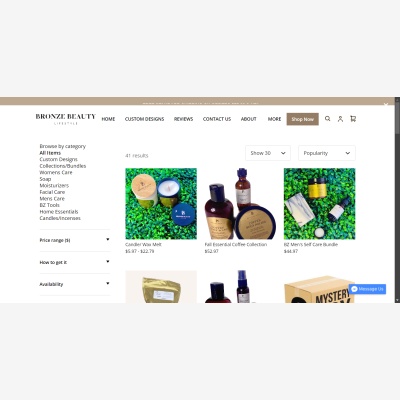 BRONZE BEAUTY
LIFESTYLE
HOME
CUSTOM DESIGNS
REVIEWS
CONTACT US
ABOUT
MORE
Shop Now
Browse by category
All Items
Custom Designs
Collections/Bundles
Womens Care
Soap
Moisturizers
Facial Care
Mens Care
BZ Tools
Home Essentials
Candles/Incenses
Price range ($)
How to get it
Availability
41 results
Show 30
Popularity
Candle Wax Melt
$5.97 - $22.79
Fall Essential Coffee Collection
$52.97
BZ Men's Self Care Bundle
$44.97
MYSTERY
Message Us